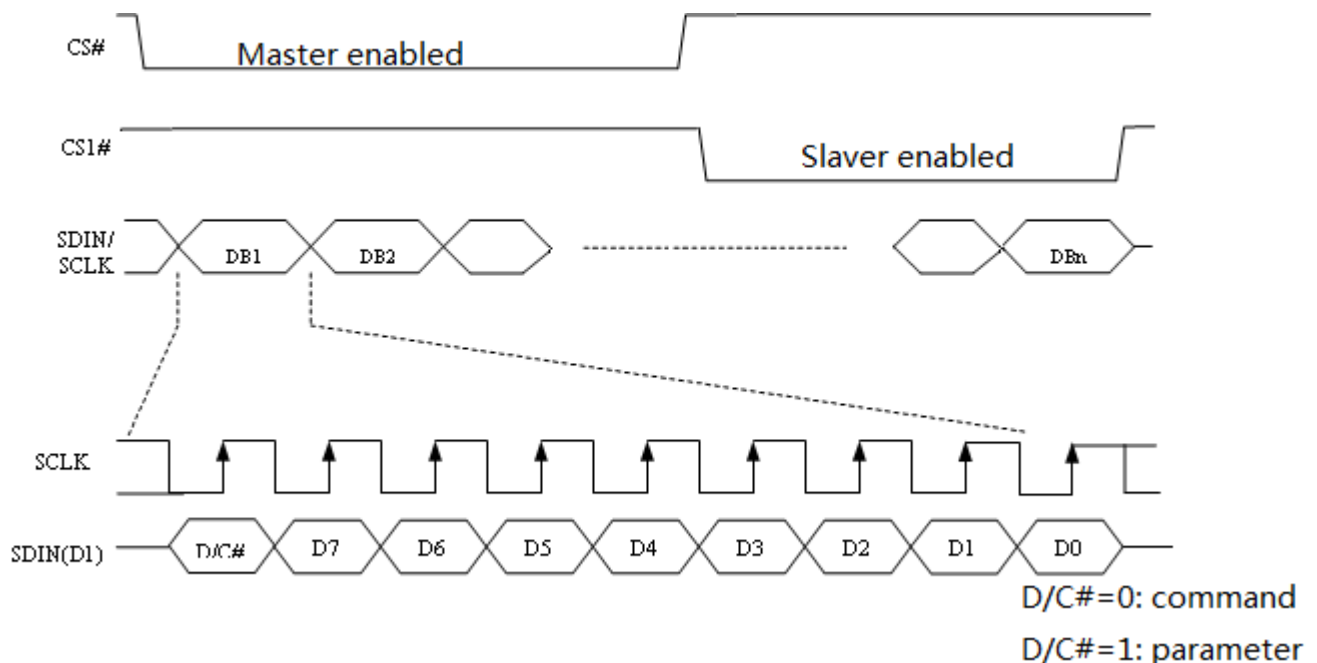 CS#
Master enabled
CS1#
Slaver enabled
SDIN/
SCLK
DB1
DB2
DBn
SCLK
SDIN(D1)
D/C#
D7
D6
D5
D4
D3
D2
D1
D0
D/C#=0: command
D/C#=1: parameter